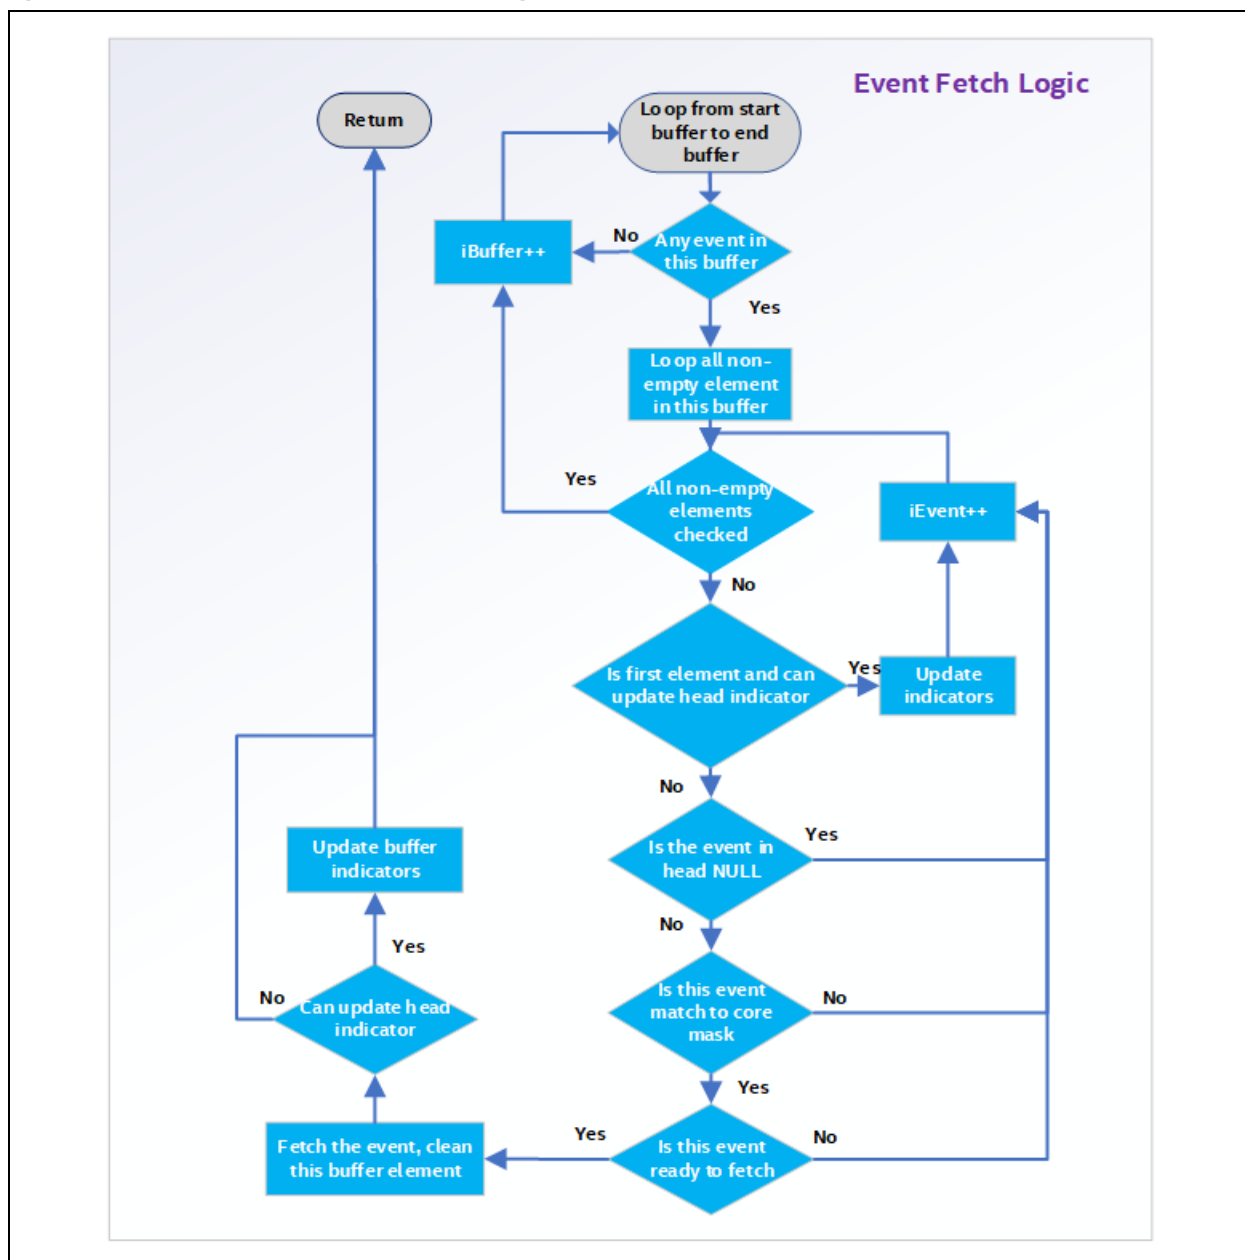 Event Fetch Logic
Return
Loop from start
buffer to end
buffer
iBuffer++
No
Any event in
this buffer
Yes
Loop all non-
empty element
in this buffer
Yes
All non-empty
elements
checked
iEvent++
No
Is first element and can
update head indicator
Yes
Update
indicators
No
Is the event in
head NULL
Yes
Update buffer
indicators
No
Yes
Is this event
match to core
mask
No
No
Can update head
indicator
Yes
Fetch the event, clean
this buffer element
Yes
Is this event
ready to fetch
No